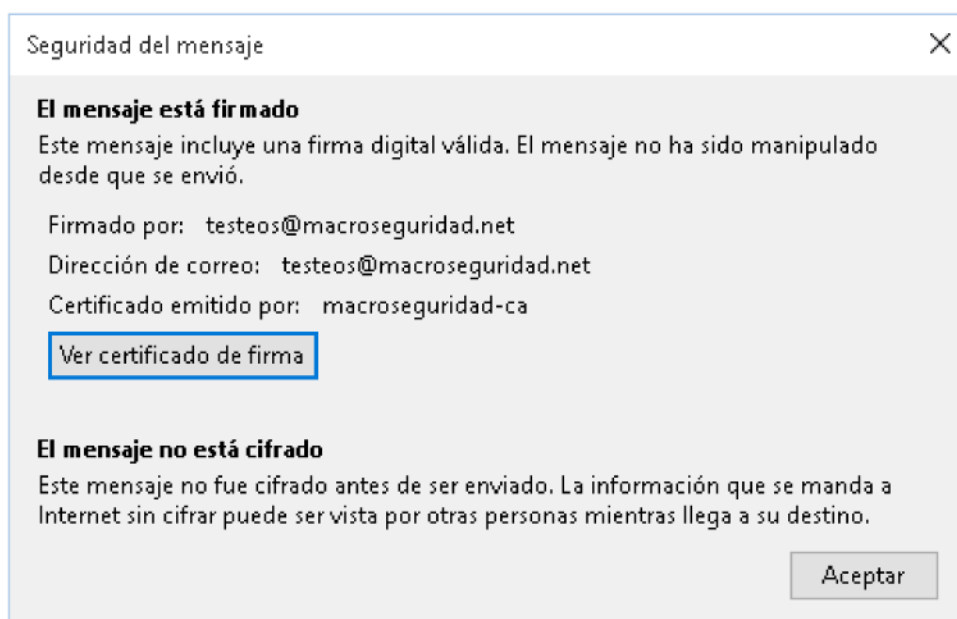 Seguridad del mensaje
El mensaje está firmado
Este mensaje incluye una firma digital válida. El mensaje no ha sido manipulado
desde que se envió.
Firmado por: testeos@macroseguridad.net
Dirección de correo: testeos@macroseguridad.net
Certificado emitido por: macroseguridad-ca
Ver certificado de firma
El mensaje no está cifrado
Este mensaje no fue cifrado antes de ser enviado. La información que se manda a
Internet sin cifrar puede ser vista por otras personas mientras llega a su destino.
Aceptar